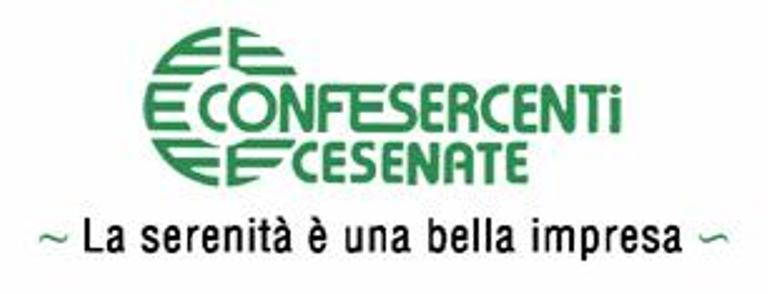 CONFESERCENTi
CESENATE
~ La serenità è una bella impresa ~